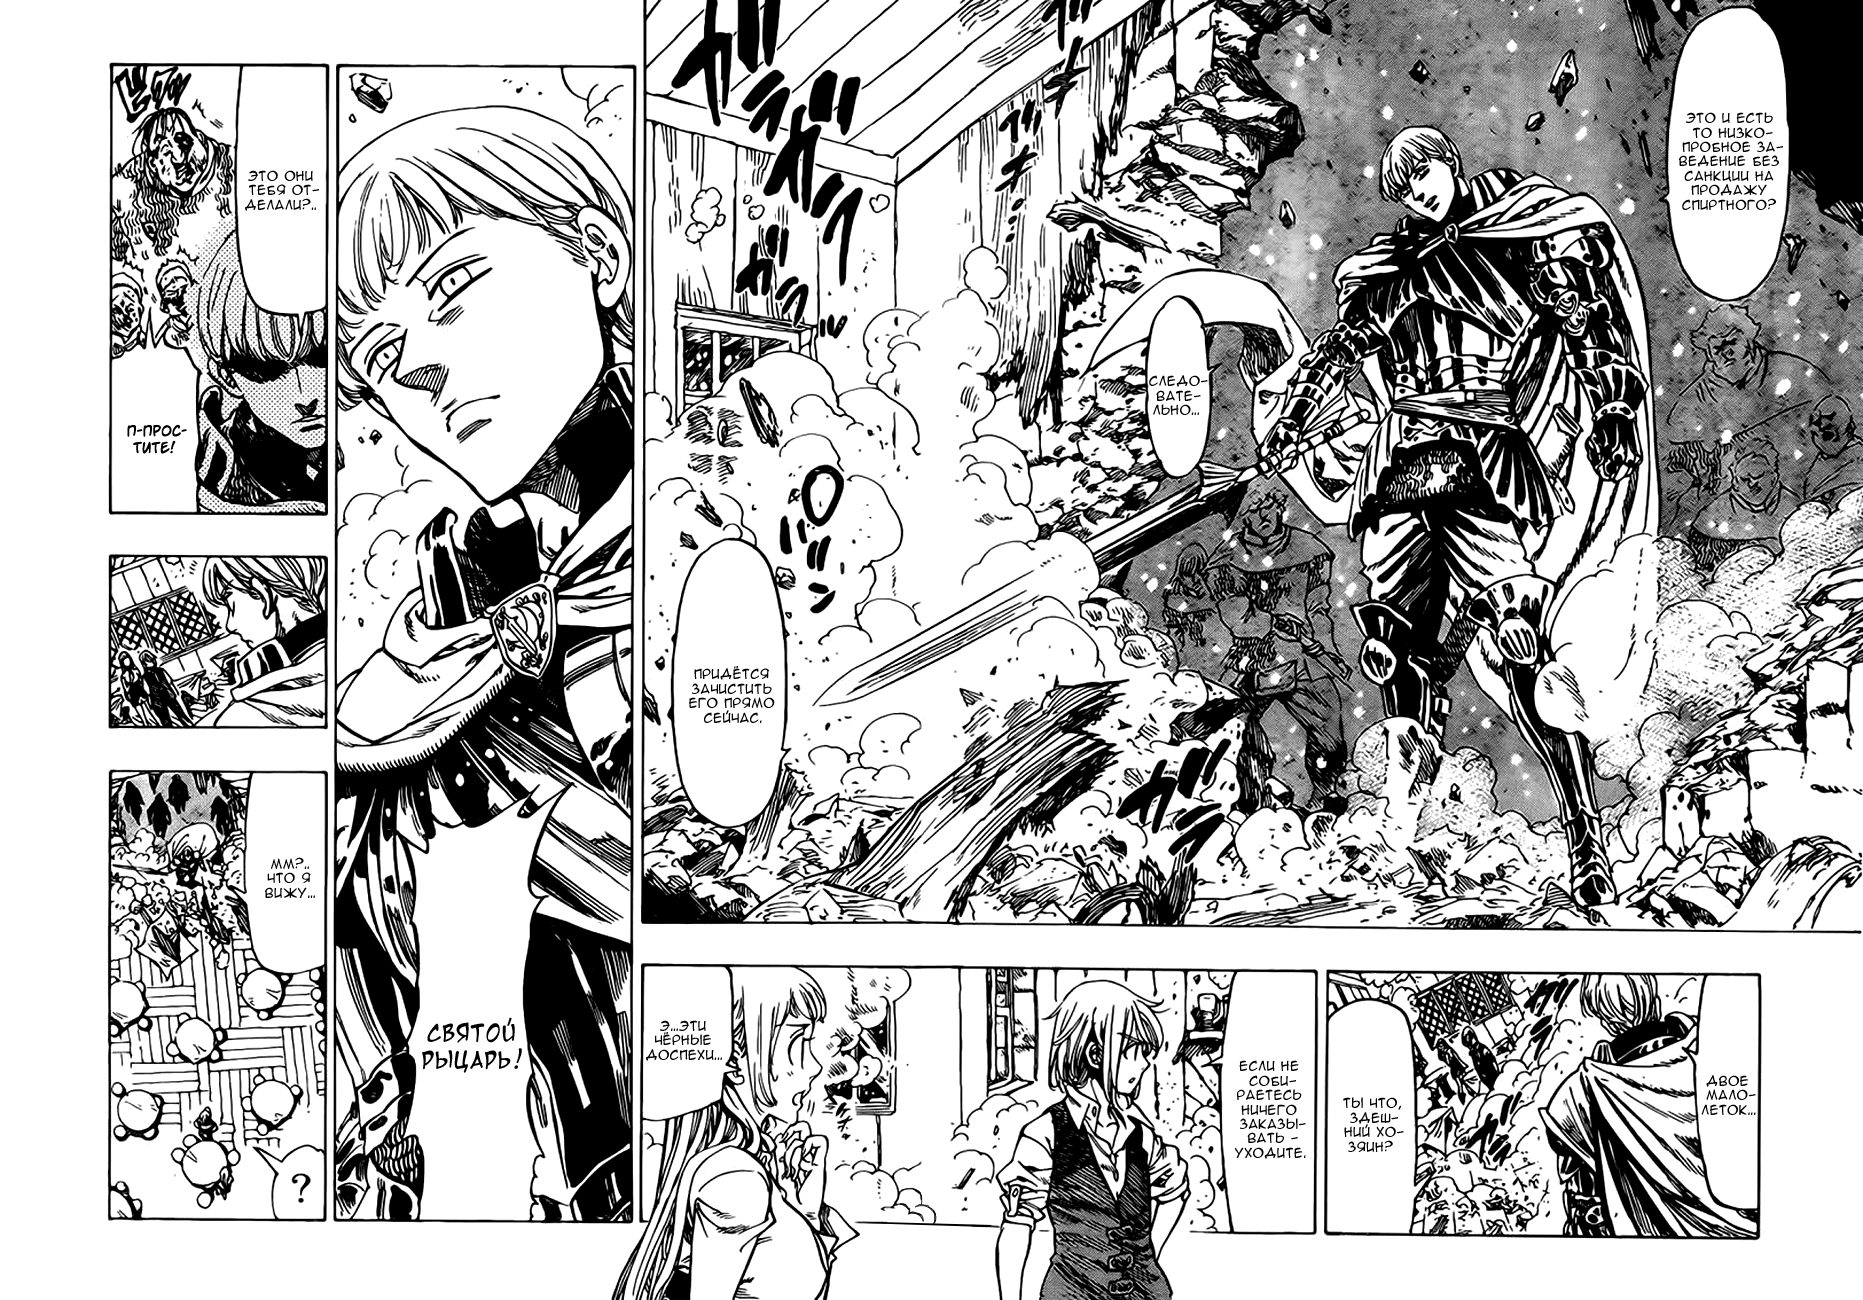 ЭТО И ЕСТЬ
ТО НИЗКО-
ПРОБНОЕ ЗА-
ВЕДЕНИЕ БЕЗ
САНКЦИИ НА
ПРОДАЖУ
СПИРТНОГО?
СЛЕДО-
ВАТЕ-
ЛЬНО...
ПРИДЁТСЯ
ЗАЧИСТИТЬ
ЕГО ПРЯМО
СЕЙЧАС.
ДВОЕ
МАЛО-
ЛЕТОК...
ТЫ ЧТО,
ЗДЕШ-
НИЙ ХО-
ЗЯИН?
ЕСЛИ НЕ
СОБИ-
РАЕТЕСЬ
НИЧЕГО
ЗАКАЗЫ-
ВАТЬ -
УХОДИТЕ.
Э...ЭТИ
ЧЁРНЫЕ
ДОСПЕХИ...
СВЯТОЙ
РЫЦАРЬ!
ЭТО ОНИ
ТЕБЯ ОТ-
ДЕЛАЛИ?..
П-ПРОС-
ТИТЕ!
ММ?..
ЧТО Я
ВИЖУ...
?